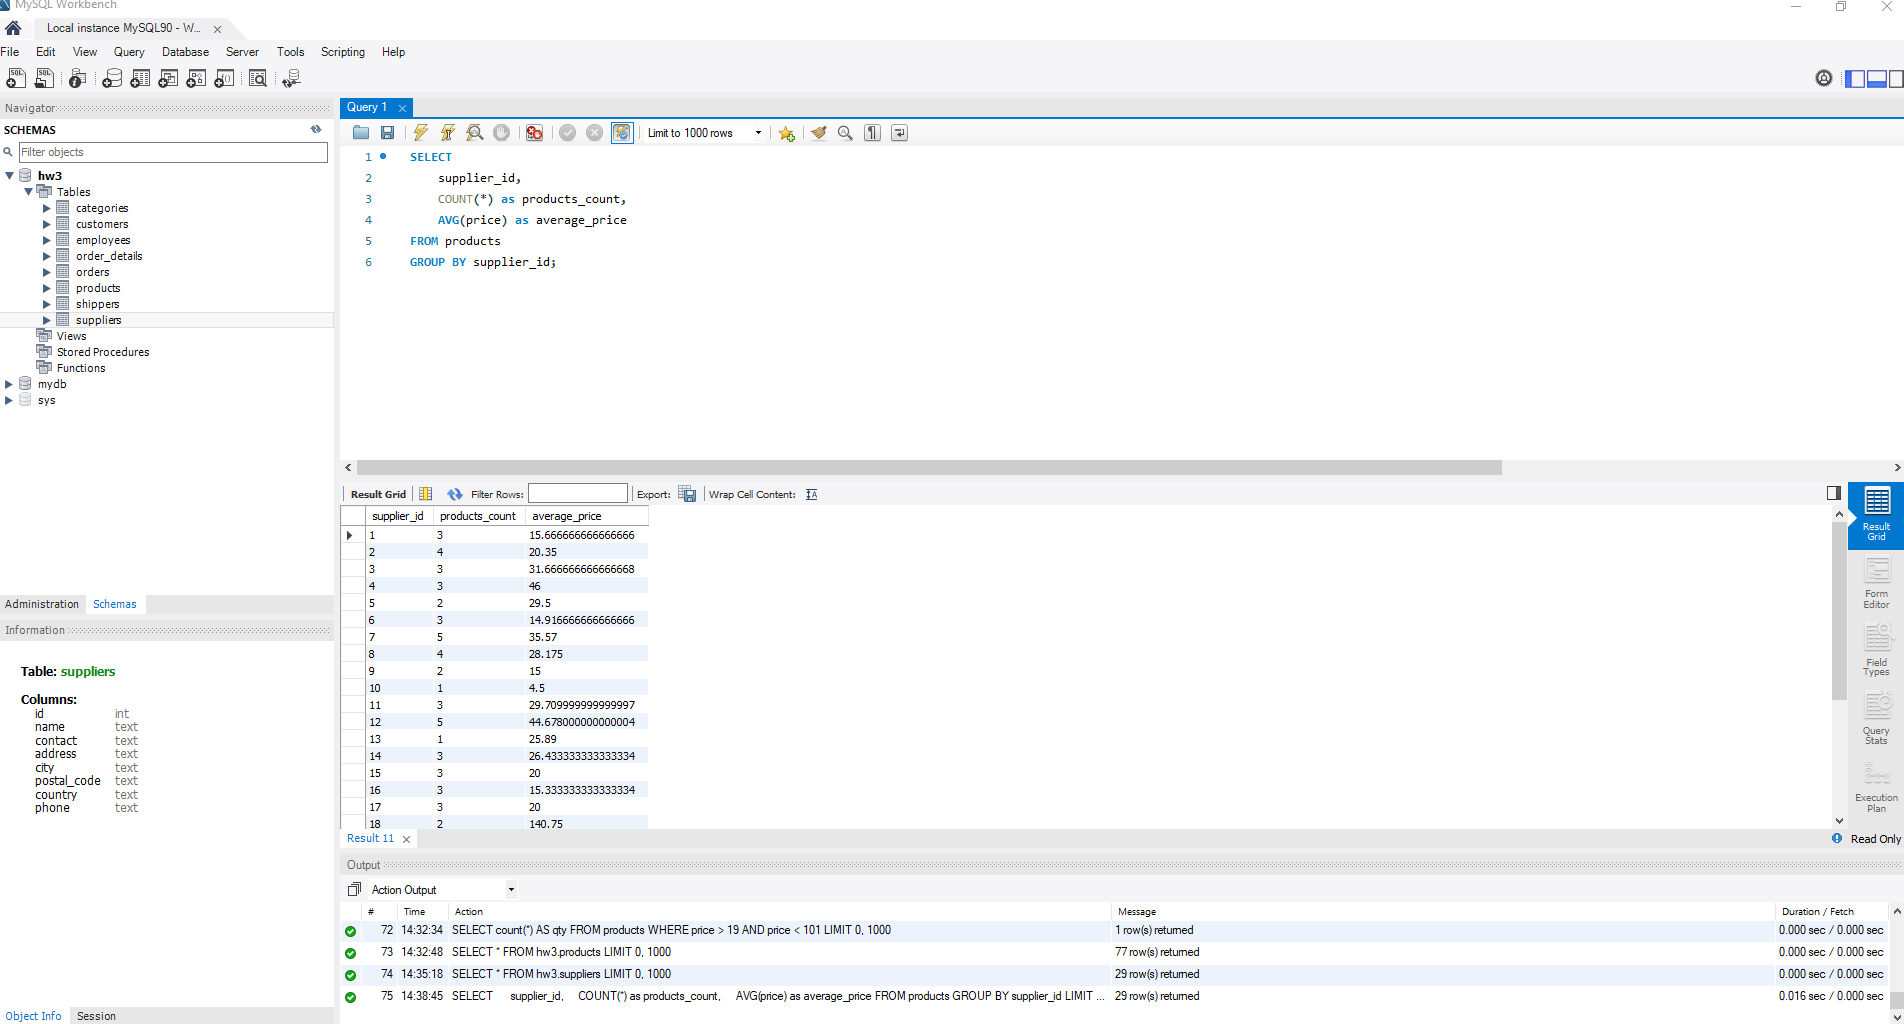 MySQL Workbench
Local instance MySQL90 - W...
File Edit View Query Database Server Tools Scripting Help
Navigator
SCHEMAS
Filter objects
hw3
Tables
categories
customers
employees
order_details
orders
products
shippers
suppliers
Views
Stored Procedures
Functions
mydb
sys
Administration Schemas
Information
Table: suppliers
Columns:
id int
name text
contact text
address text
city text
postal_code text
country text
phone text
Object Info Session
Query 1
Limit to 1000 rows
1 SELECT
2 supplier_id,
3 COUNT(*) as products_count,
4 AVG(price) as average_price
5 FROM products
6 GROUP BY supplier_id;
Result Grid Filter Rows: Export: Wrap Cell Content:
supplier_id products_count average_price
1 3 15.666666666666666
2 4 20.35
3 3 31.666666666666668
4 3 46
5 2 29.5
6 3 14.916666666666666
7 5 35.57
8 4 28.175
9 2 15
10 1 4.5
11 3 29.709999999999997
12 5 44.678000000000004
13 1 25.89
14 3 26.433333333333334
15 3 20
16 3 15.333333333333334
17 3 20
18 2 140.75
Result Grid
Form Editor
Field Types
Query Stats
Execution Plan
Result 11
Read Only
Output
Action Output
# Time Action Message Duration / Fetch
72 14:32:34 SELECT count(*) AS qty FROM products WHERE price > 19 AND price < 101 LIMIT 0, 1000 1 row(s) returned 0.000 sec / 0.000 sec
73 14:32:48 SELECT * FROM hw3.products LIMIT 0, 1000 77 row(s) returned 0.000 sec / 0.000 sec
74 14:35:18 SELECT * FROM hw3.suppliers LIMIT 0, 1000 29 row(s) returned 0.000 sec / 0.000 sec
75 14:38:45 SELECT supplier_id, COUNT(*) as products_count, AVG(price) as average_price FROM products GROUP BY supplier_id LIMIT ... 29 row(s) returned 0.016 sec / 0.000 sec